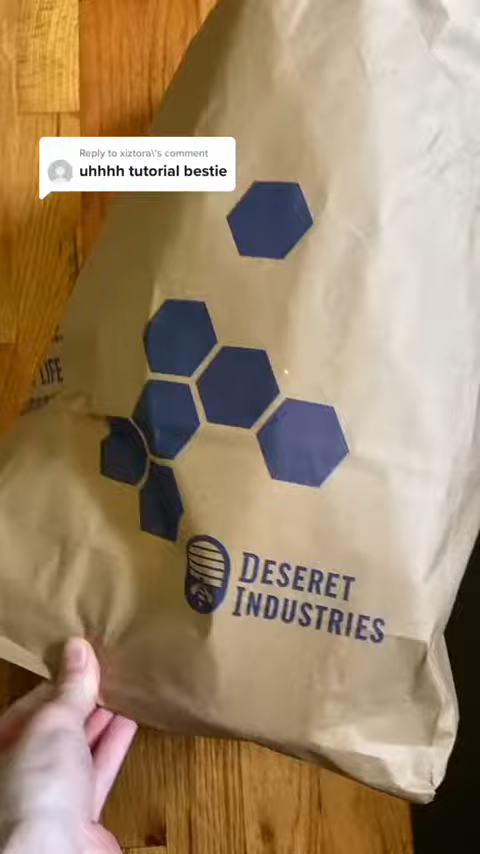 Reply to xiztora\'s comment
uhhhh tutorial bestie
LIFE
DESERET
INDUSTRIES